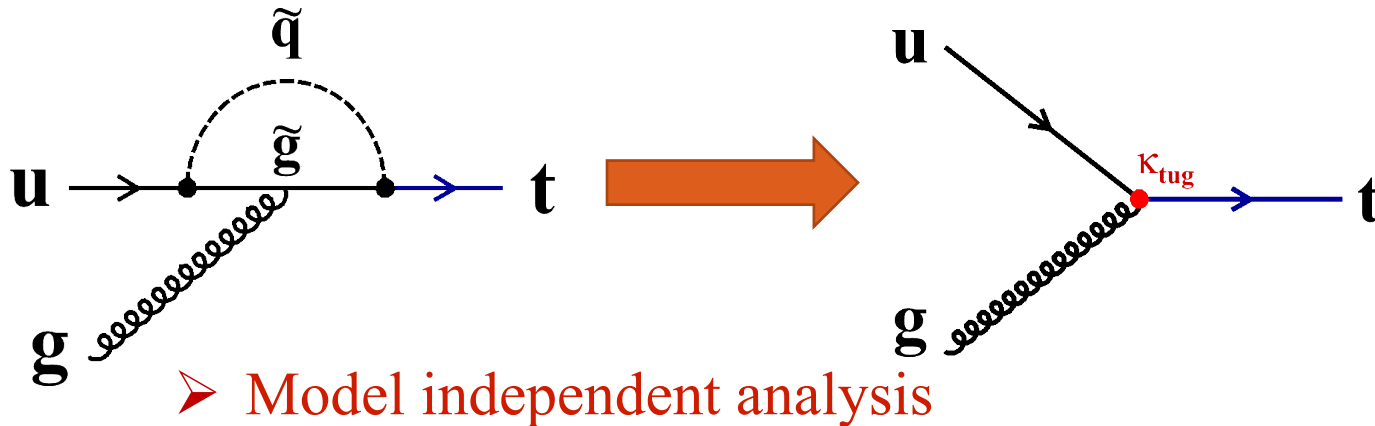 q̃
g̃
u
t
g
u
κtug
t
g
➢ Model independent analysis